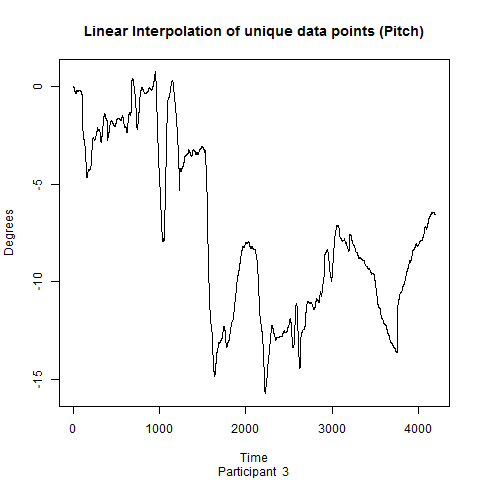 Linear Interpolation of unique data points (Pitch)
0
-5
-10
-15
Degrees
0 1000 2000 3000 4000
Time
Participant 3